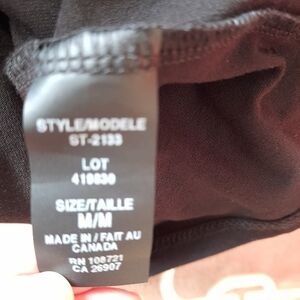 STYLE/MODELE
ST-2133
LOT
419830
SIZE/TAILLE
M/M
MADE IN / FAIT AU
CANADA
RN 108721
CA 26907